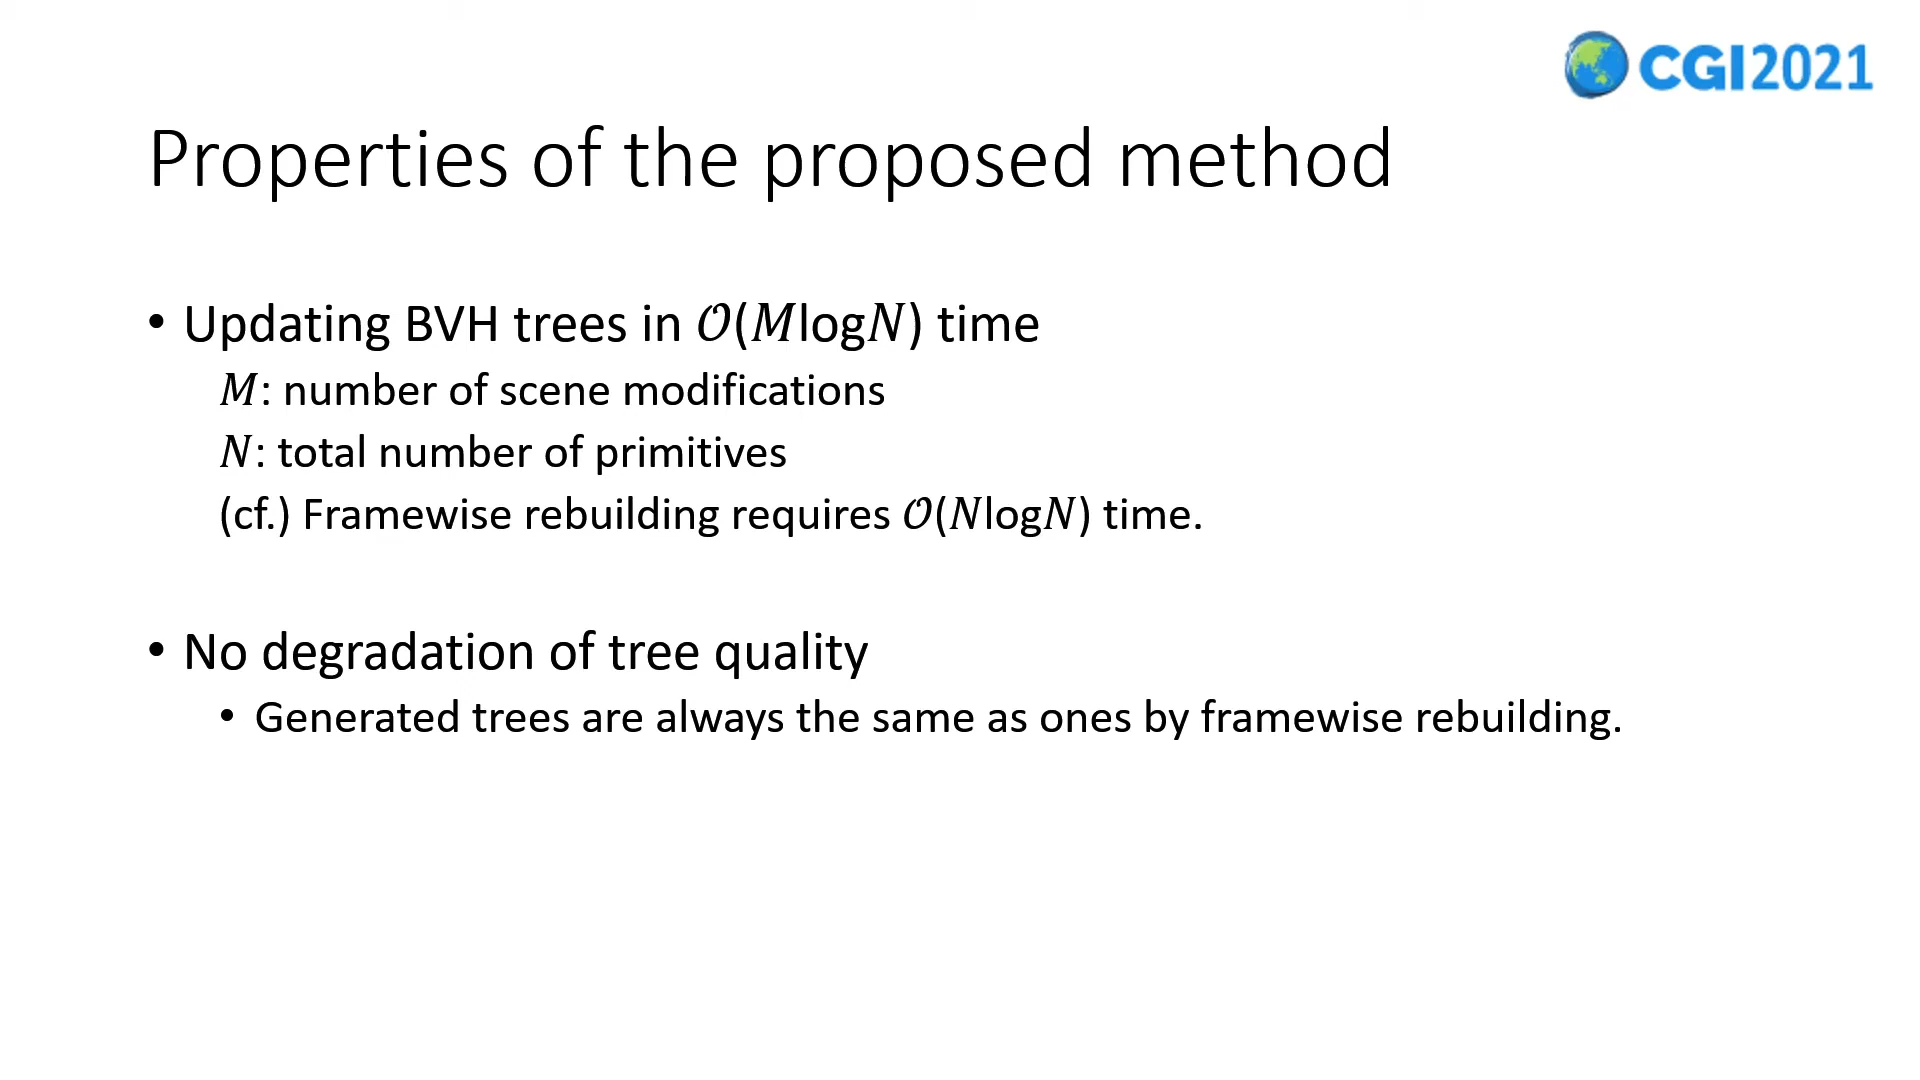 CGI2021
Properties of the proposed method
• Updating BVH trees in 𝒪(MlogN) time
M: number of scene modifications
N: total number of primitives
(cf.) Framewise rebuilding requires 𝒪(NlogN) time.
• No degradation of tree quality
• Generated trees are always the same as ones by framewise rebuilding.